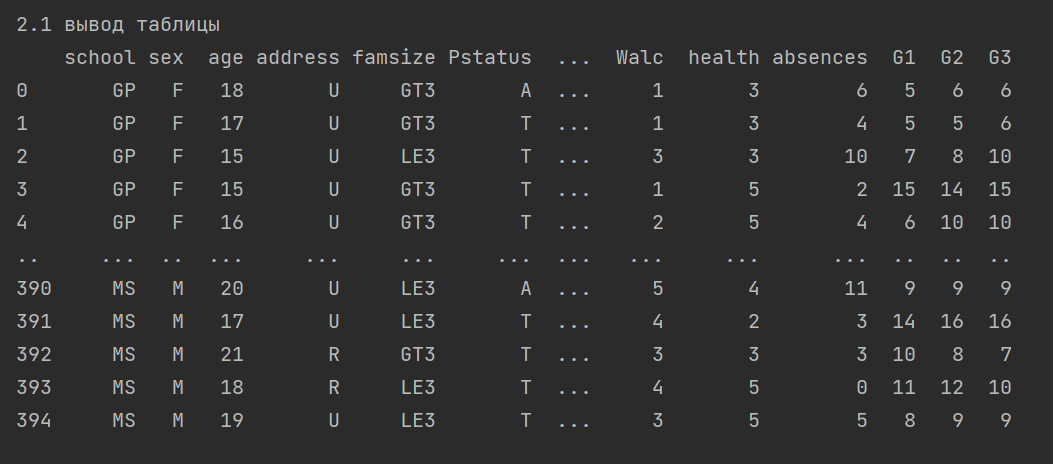 2.1 вывод таблицы
    school sex  age address famsize Pstatus  ...  Walc  health absences  G1  G2  G3
0       GP   F   18       U     GT3       A  ...     1       3        6   5   6   6
1       GP   F   17       U     GT3       T  ...     1       3        4   5   5   6
2       GP   F   15       U     LE3       T  ...     3       3       10   7   8  10
3       GP   F   15       U     GT3       T  ...     1       5        2  15  14  15
4       GP   F   16       U     GT3       T  ...     2       5        4   6  10  10
..     ...  ..  ...     ...     ...     ...  ...   ...     ...      ...  ..  ..  ..
390     MS   M   20       U     LE3       A  ...     5       4       11   9   9   9
391     MS   M   17       U     LE3       T  ...     4       2        3  14  16  16
392     MS   M   21       R     GT3       T  ...     3       3        3  10   8   7
393     MS   M   18       R     LE3       T  ...     4       5        0  11  12  10
394     MS   M   19       U     LE3       T  ...     3       5        5   8   9   9